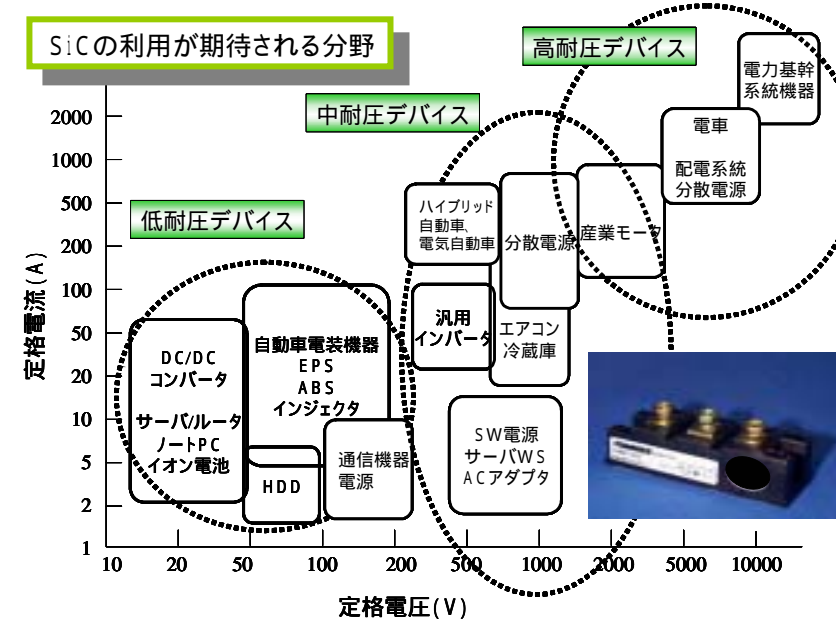 SiCの利用が期待される分野
高耐圧デバイス
中耐圧デバイス
低耐圧デバイス
電力基幹
系統機器
電車
配電系統
分散電源
産業モータ
分散電源
ハイブリッド
自動車、
電気自動車
汎用
インバータ
エアコン
冷蔵庫
SW電源
サーバWS
ACアダプタ
自動車電装機器
EPS
ABS
インジェクタ
DC/DC
コンバータ
サーバ/ルータ
ノートPC
イオン電池
HDD
通信機器
電源
定格電流(A)
2000
1000
500
200
100
50
20
10
5
2
1
10 20 50 100 200 500 1000 2000 5000 10000
定格電圧(V)